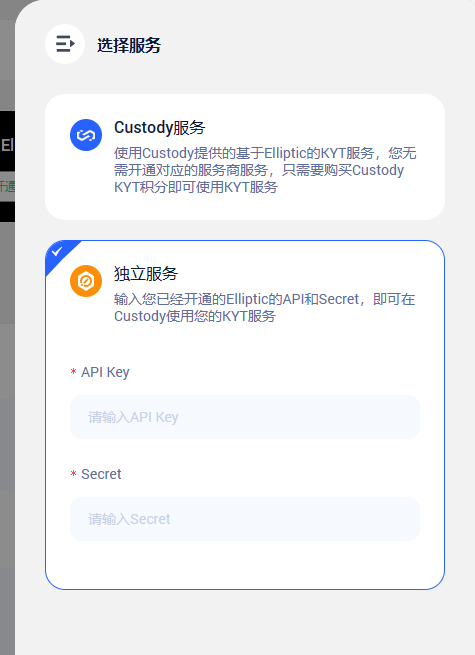 选择服务
Custody服务
使用Custody提供的基于Elliptic的KYT服务，您无
需开通对应的服务商服务，只需要购买Custody
KYT积分即可使用KYT服务
El
开通
独立服务
输入您已经开通的Elliptic的API和Secret，即可在
Custody使用您的KYT服务
* API Key
请输入API Key
* Secret
请输入Secret